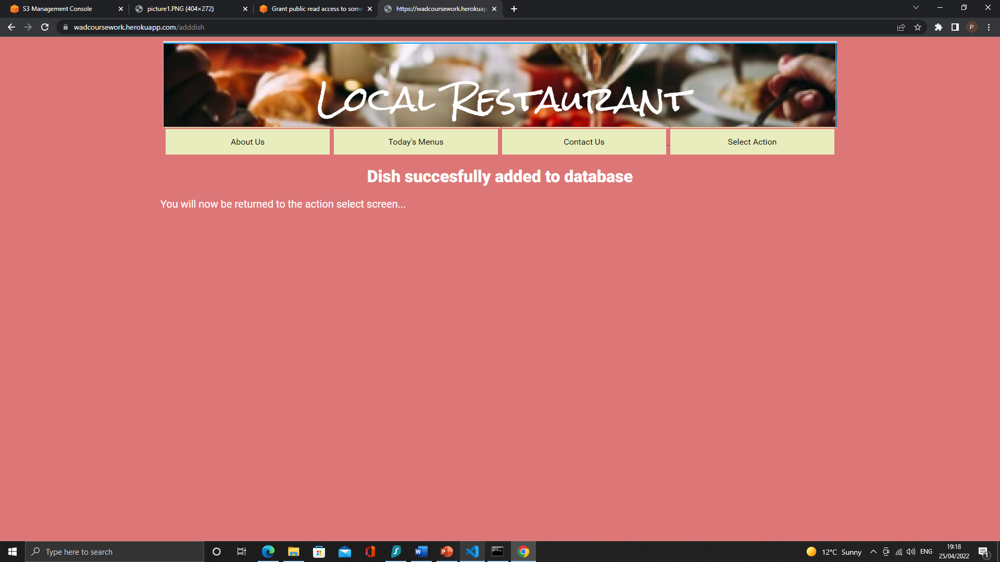 S3 Management Console
picture1.PNG (404×272)
Grant public read access to some
https://wadcoursework.herokuap
wadcoursework.herokuapp.com/adddish
P
Local Restaurant
About Us
Today's Menus
Contact Us
Select Action
Dish succesfully added to database
You will now be returned to the action select screen...
Type here to search
12°C Sunny
ENG
19:18
25/04/2022
1